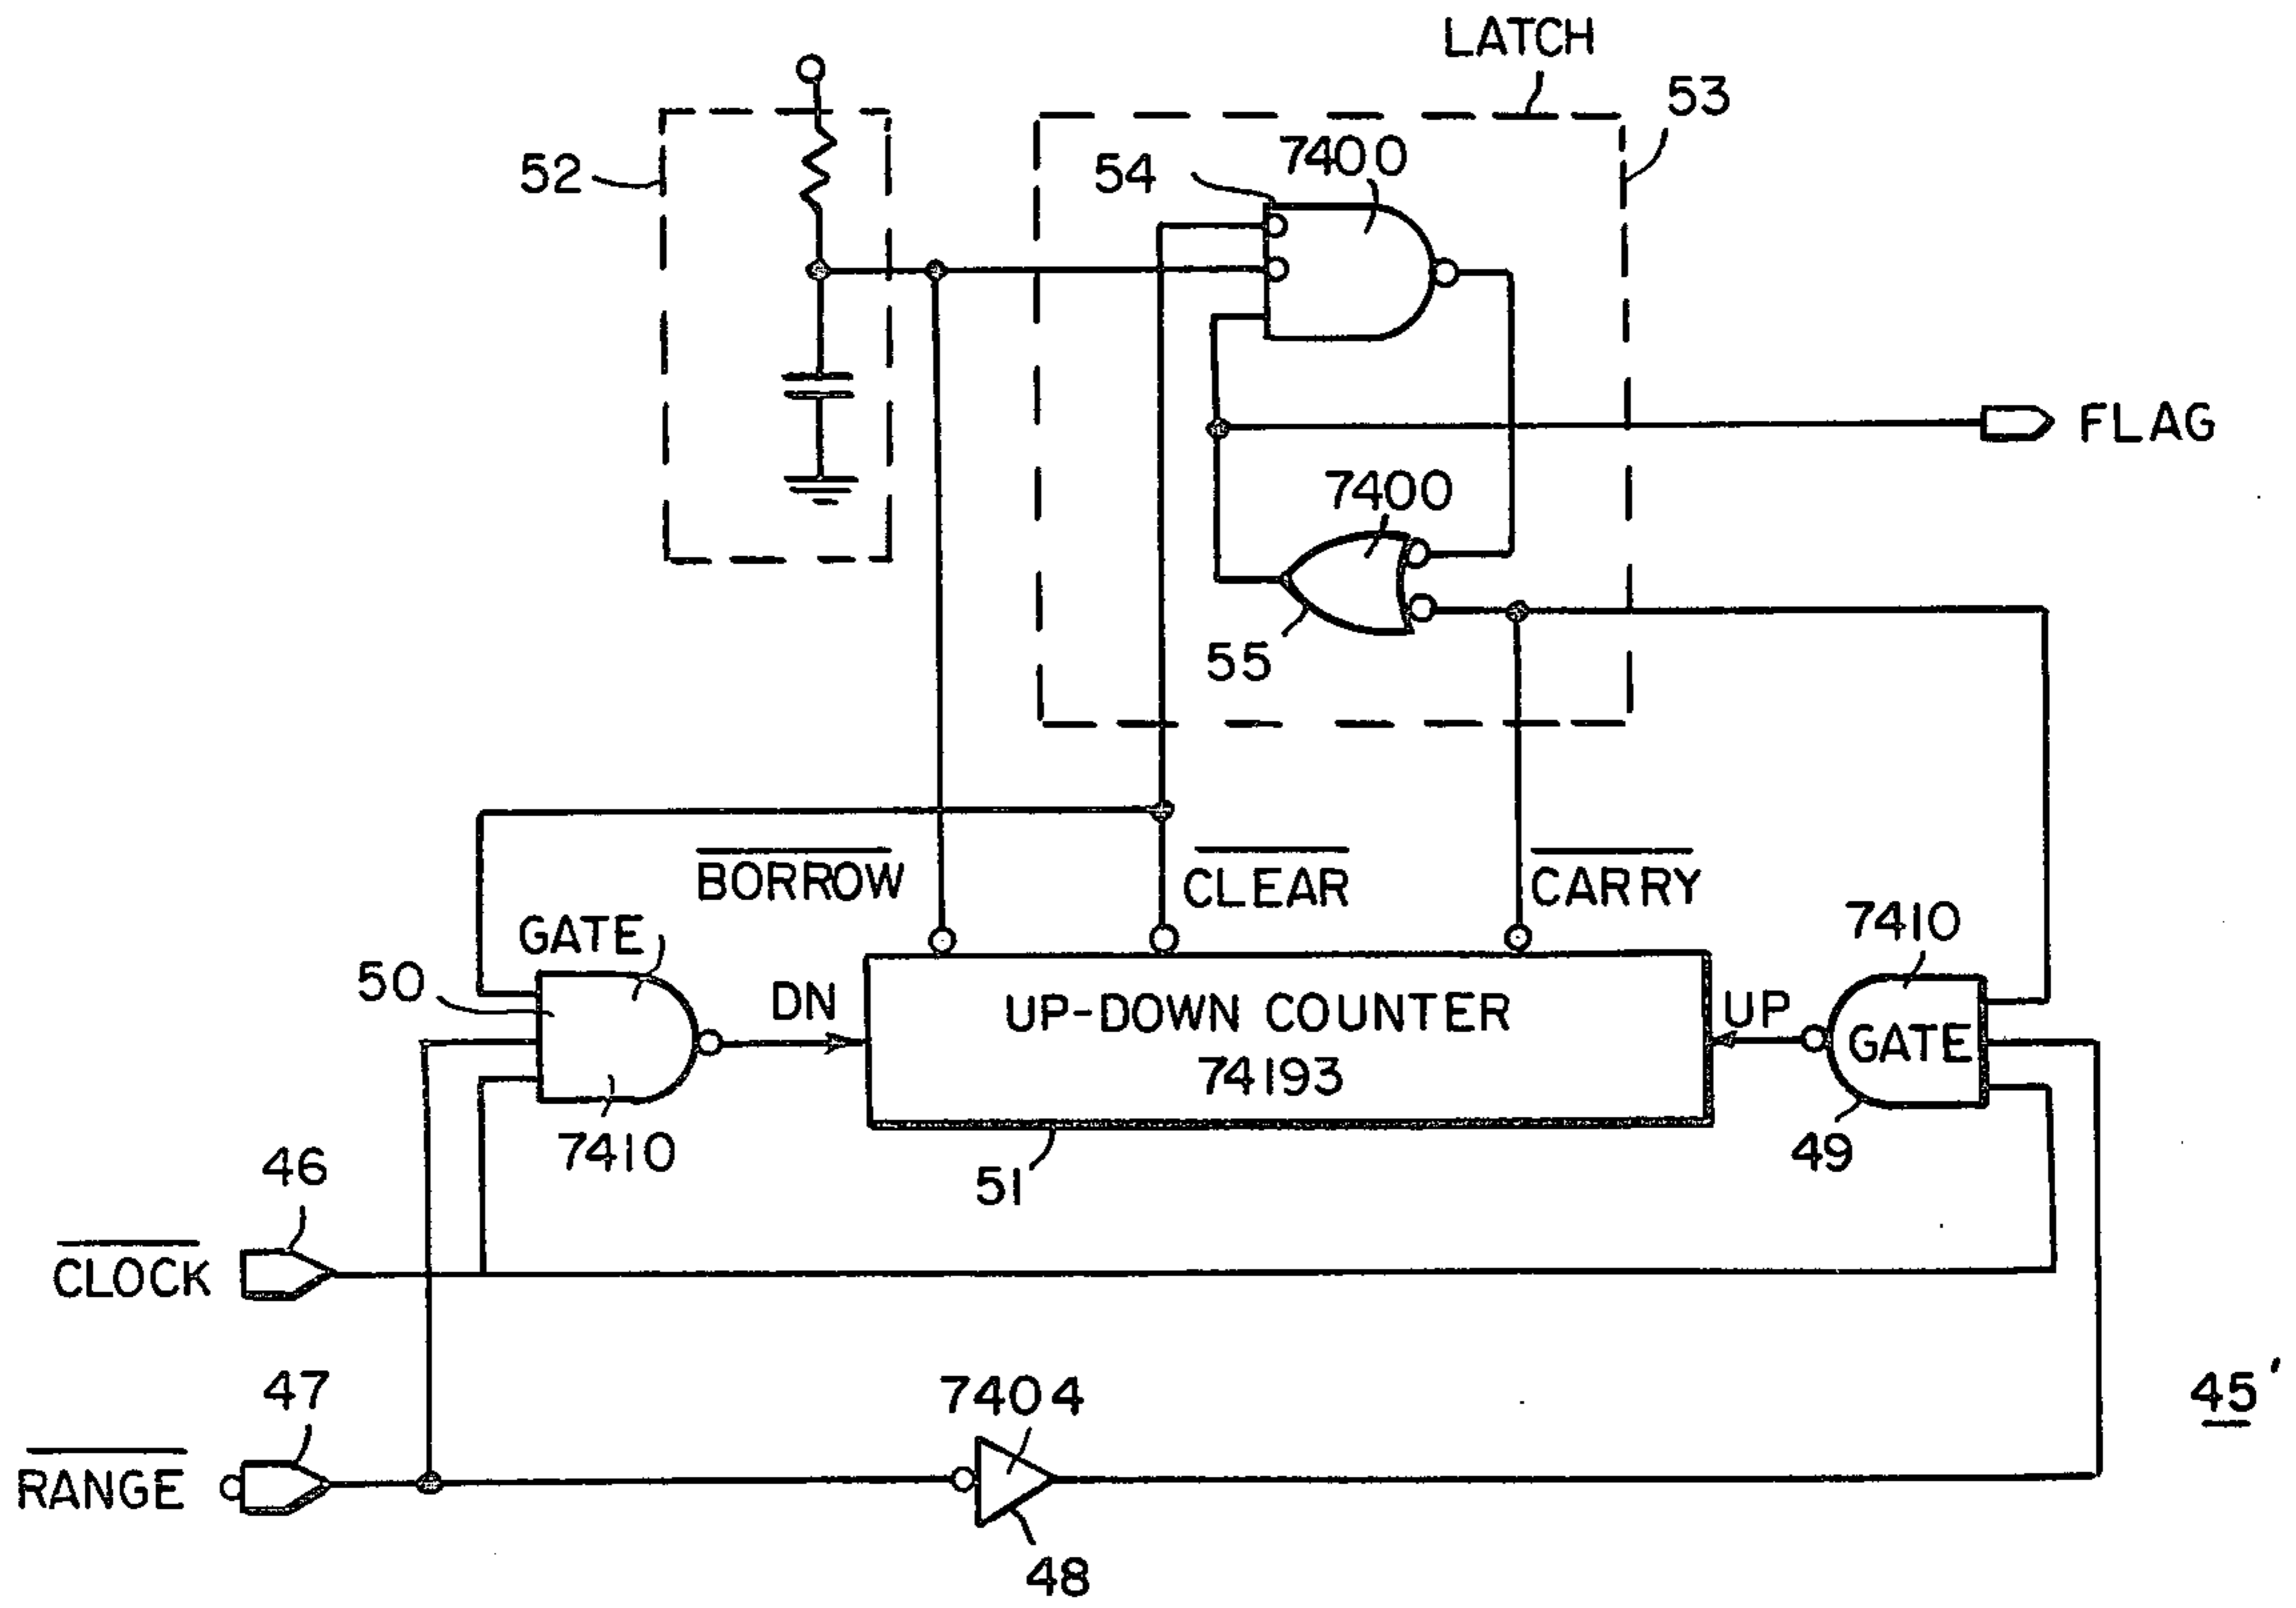 LATCH
53
52
54
7400
FLAG
7400
55
BORROW
CLEAR
CARRY
7410
GATE
50
DN
UP-DOWN COUNTER
74193
UP
GATE
7410
51
49
46
CLOCK
47
7404
45'
RANGE
48